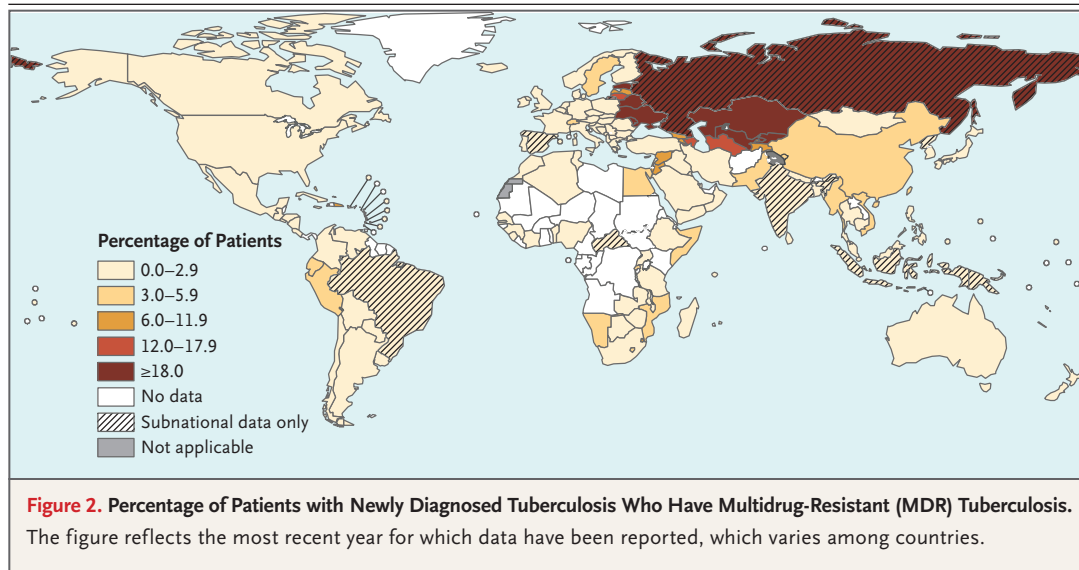 Percentage of Patients
0.0–2.9
3.0–5.9
6.0–11.9
12.0–17.9
≥18.0
No data
Subnational data only
Not applicable
Figure 2. Percentage of Patients with Newly Diagnosed Tuberculosis Who Have Multidrug-Resistant (MDR) Tuberculosis.
The figure reflects the most recent year for which data have been reported, which varies among countries.